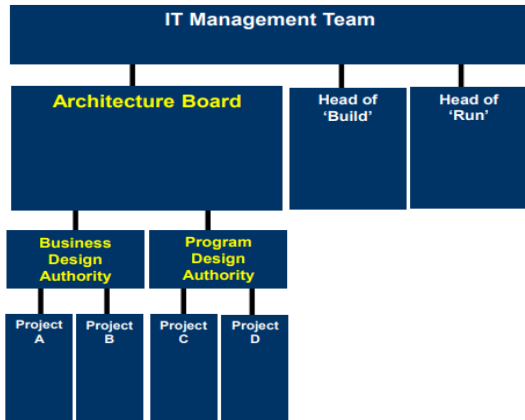 IT Management Team
Architecture Board
Head of
'Build'
Head of
'Run'
Business
Design
Authority
Program
Design
Authority
Project
A
Project
B
Project
C
Project
D